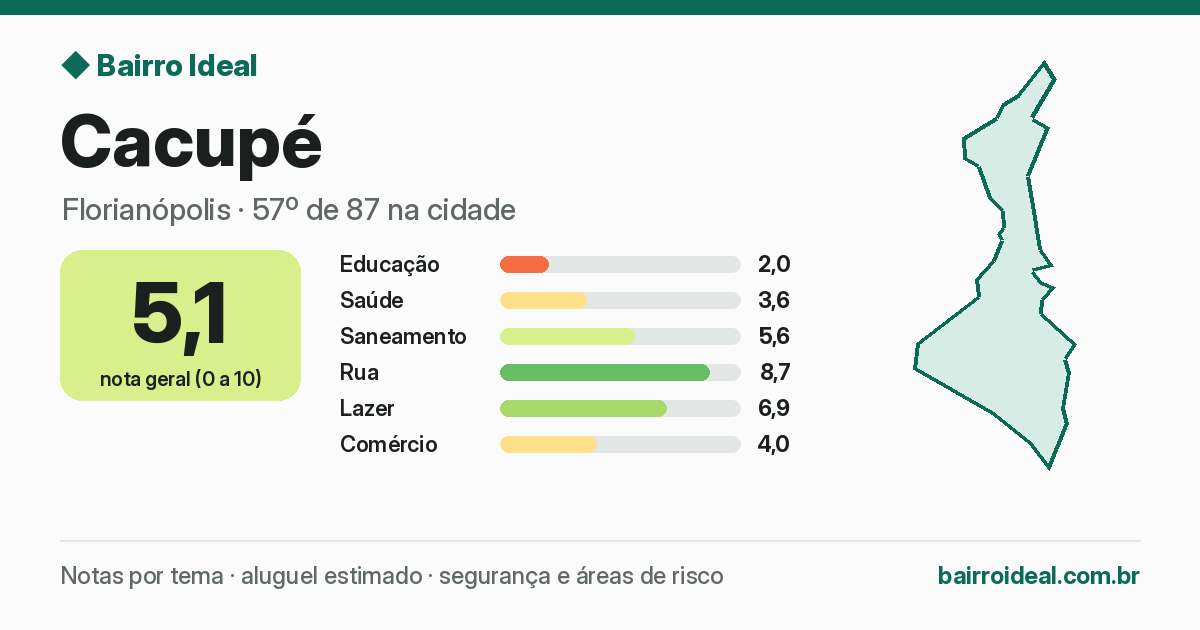 Bairro Ideal
Cacupé
Florianópolis · 57º de 87 na cidade
5,1
nota geral (0 a 10)
Educação 2,0
Saúde 3,6
Saneamento 5,6
Rua 8,7
Lazer 6,9
Comércio 4,0
Notas por tema · aluguel estimado · segurança e áreas de risco
bairroideal.com.br